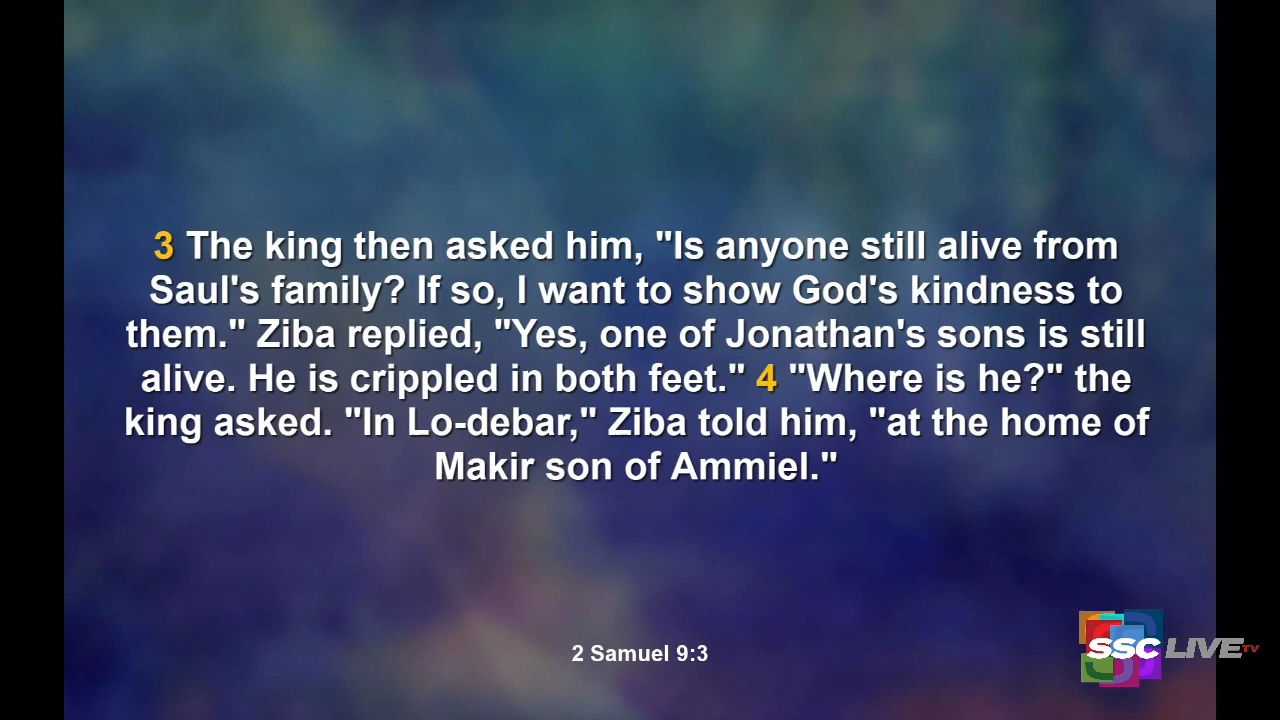 3 The king then asked him, "Is anyone still alive from
Saul's family? If so, I want to show God's kindness to
them." Ziba replied, "Yes, one of Jonathan's sons is still
alive. He is crippled in both feet." 4 "Where is he?" the
king asked. "In Lo-debar," Ziba told him, "at the home of
Makir son of Ammiel."
2 Samuel 9:3
SSC LIVE TV